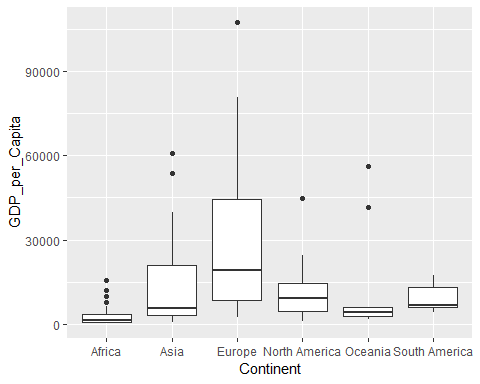 GDP_per_Capita
90000
60000
30000
0
Africa Asia Europe North America Oceania South America
Continent